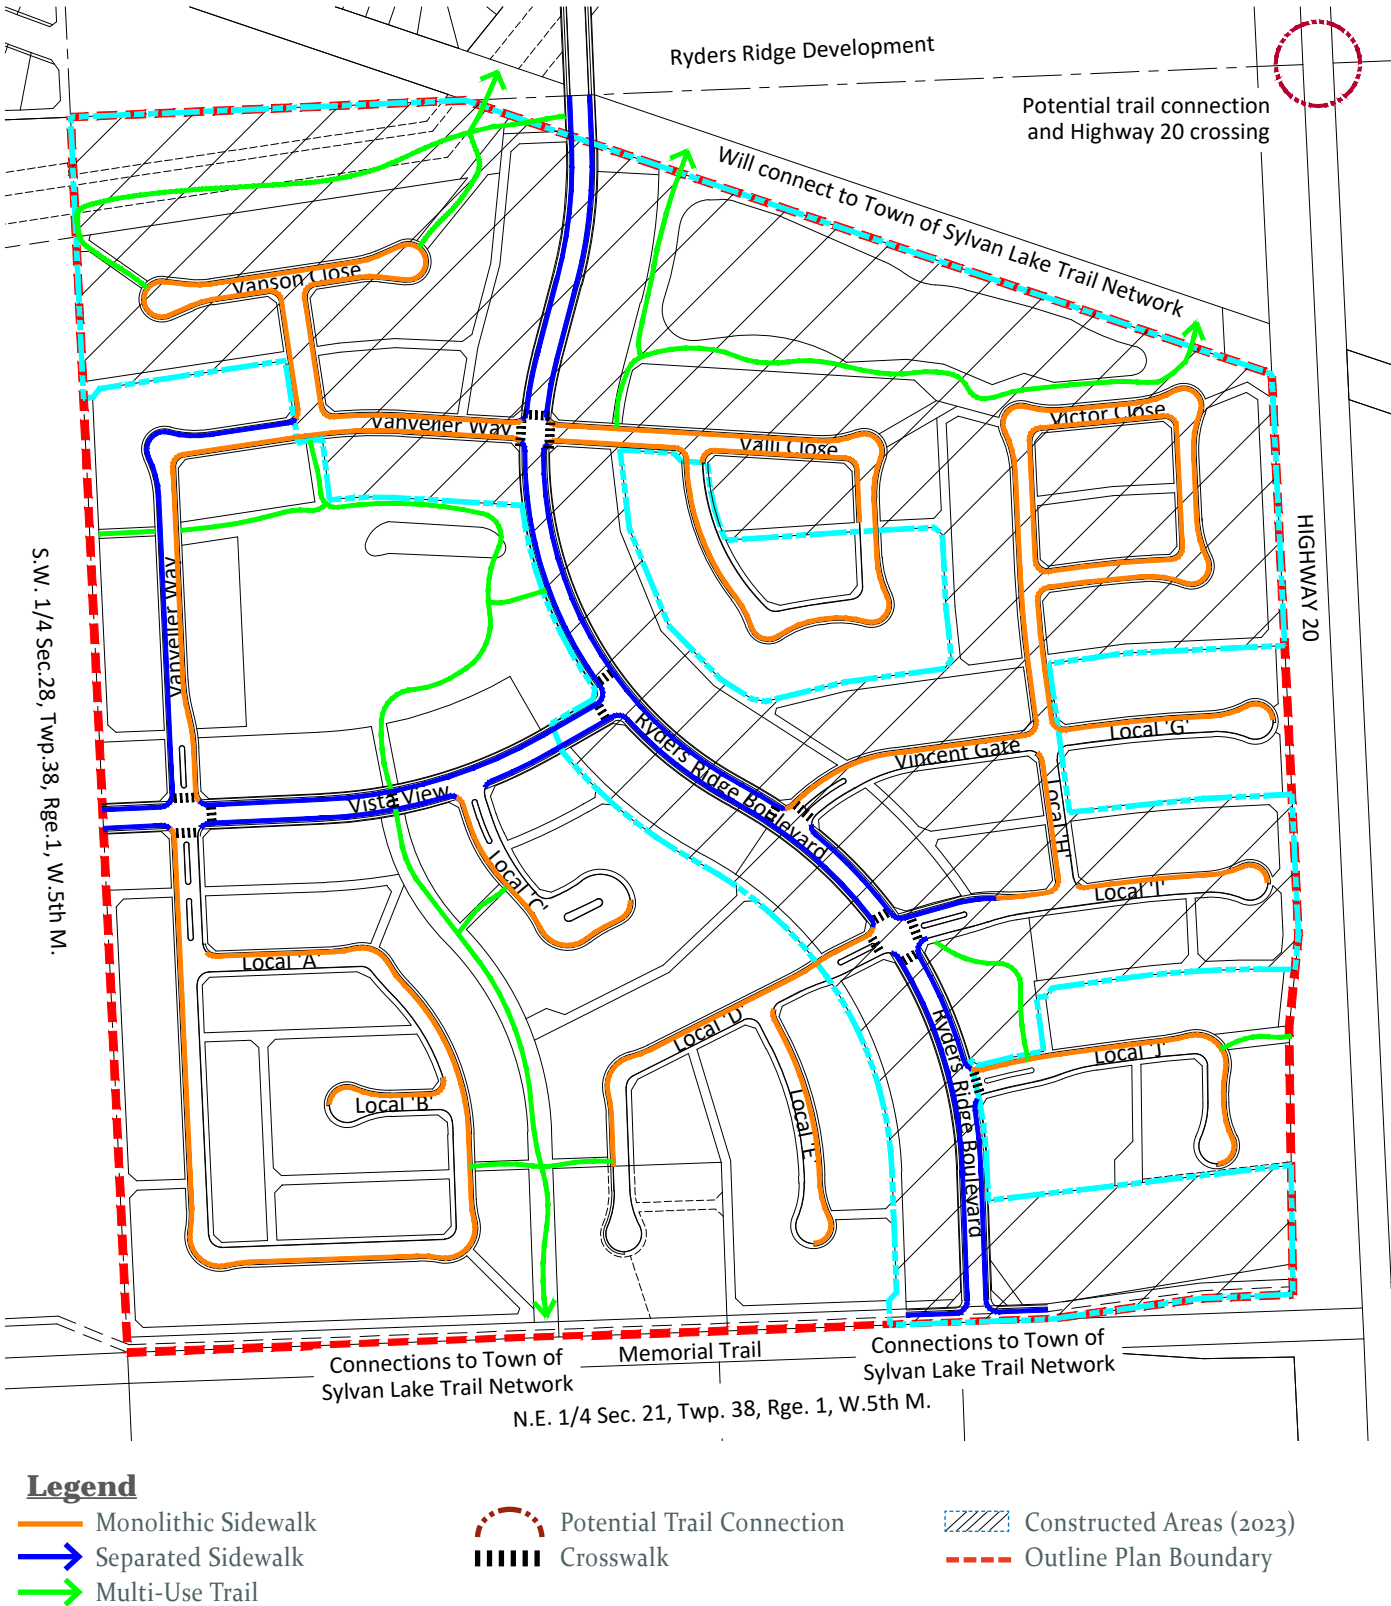 Ryders Ridge Development
Potential trail connection
and Highway 20 crossing
Will connect to Town of Sylvan Lake Trail Network
Vanson Close
Vanveller Way
Valli Close
Victor Close
HIGHWAY 20
S.W. 1/4 Sec.28, Twp.38, Rge.1, W.5th M.
Vanveller Way
Ryders Ridge Boulevard
Vincent Gate
Local 'G'
Vista View
Local 'H'
Local 'C'
Local 'I'
Local 'A'
Local 'D'
Ryders Ridge Boulevard
Local 'J'
Local 'B'
Local 'E'
Connections to Town of
Sylvan Lake Trail Network
Memorial Trail
Connections to Town of
Sylvan Lake Trail Network
N.E. 1/4 Sec. 21, Twp. 38, Rge. 1, W.5th M.
Legend
Monolithic Sidewalk
Separated Sidewalk
Multi-Use Trail
Potential Trail Connection
Crosswalk
Constructed Areas (2023)
Outline Plan Boundary